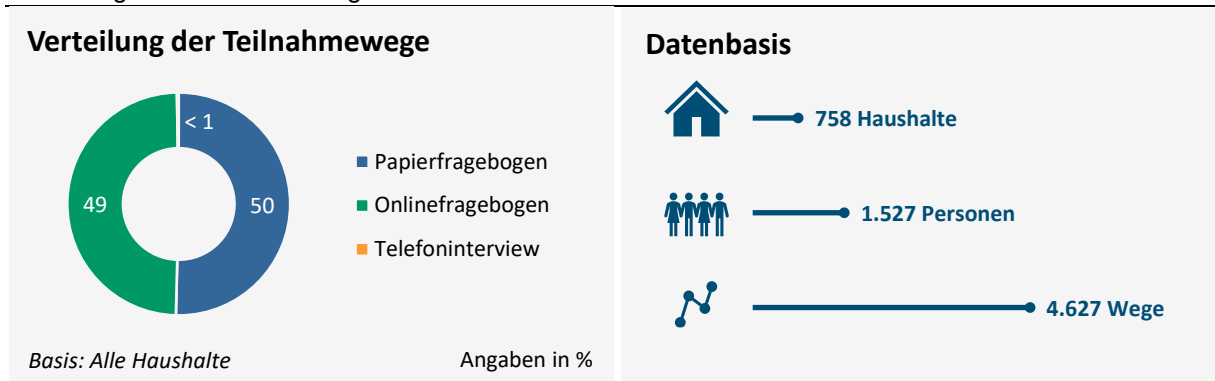 Verteilung der Teilnahmewege
< 1
49
50
Papierfragebogen
Onlinefragebogen
Telefoninterview
Basis: Alle Haushalte
Angaben in %
Datenbasis
758 Haushalte
1.527 Personen
4.627 Wege